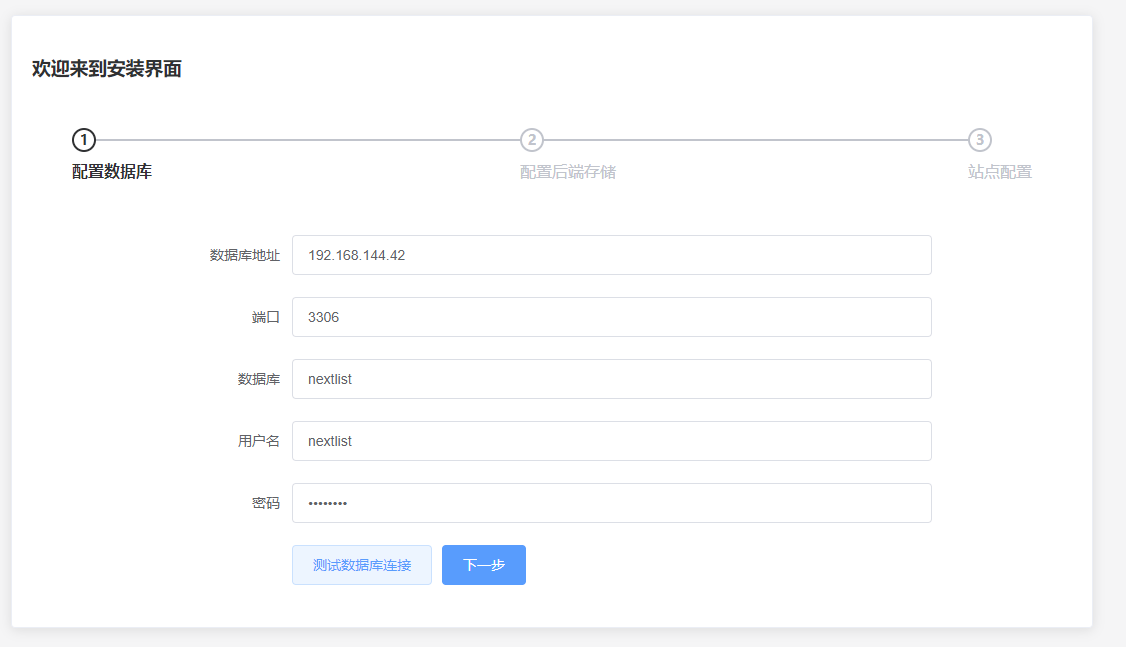 欢迎来到安装界面
1 2 3
配置数据库 配置后端存储 站点配置
数据库地址 192.168.144.42
端口 3306
数据库 nextlist
用户名 nextlist
密码 ••••••••
测试数据库连接 下一步